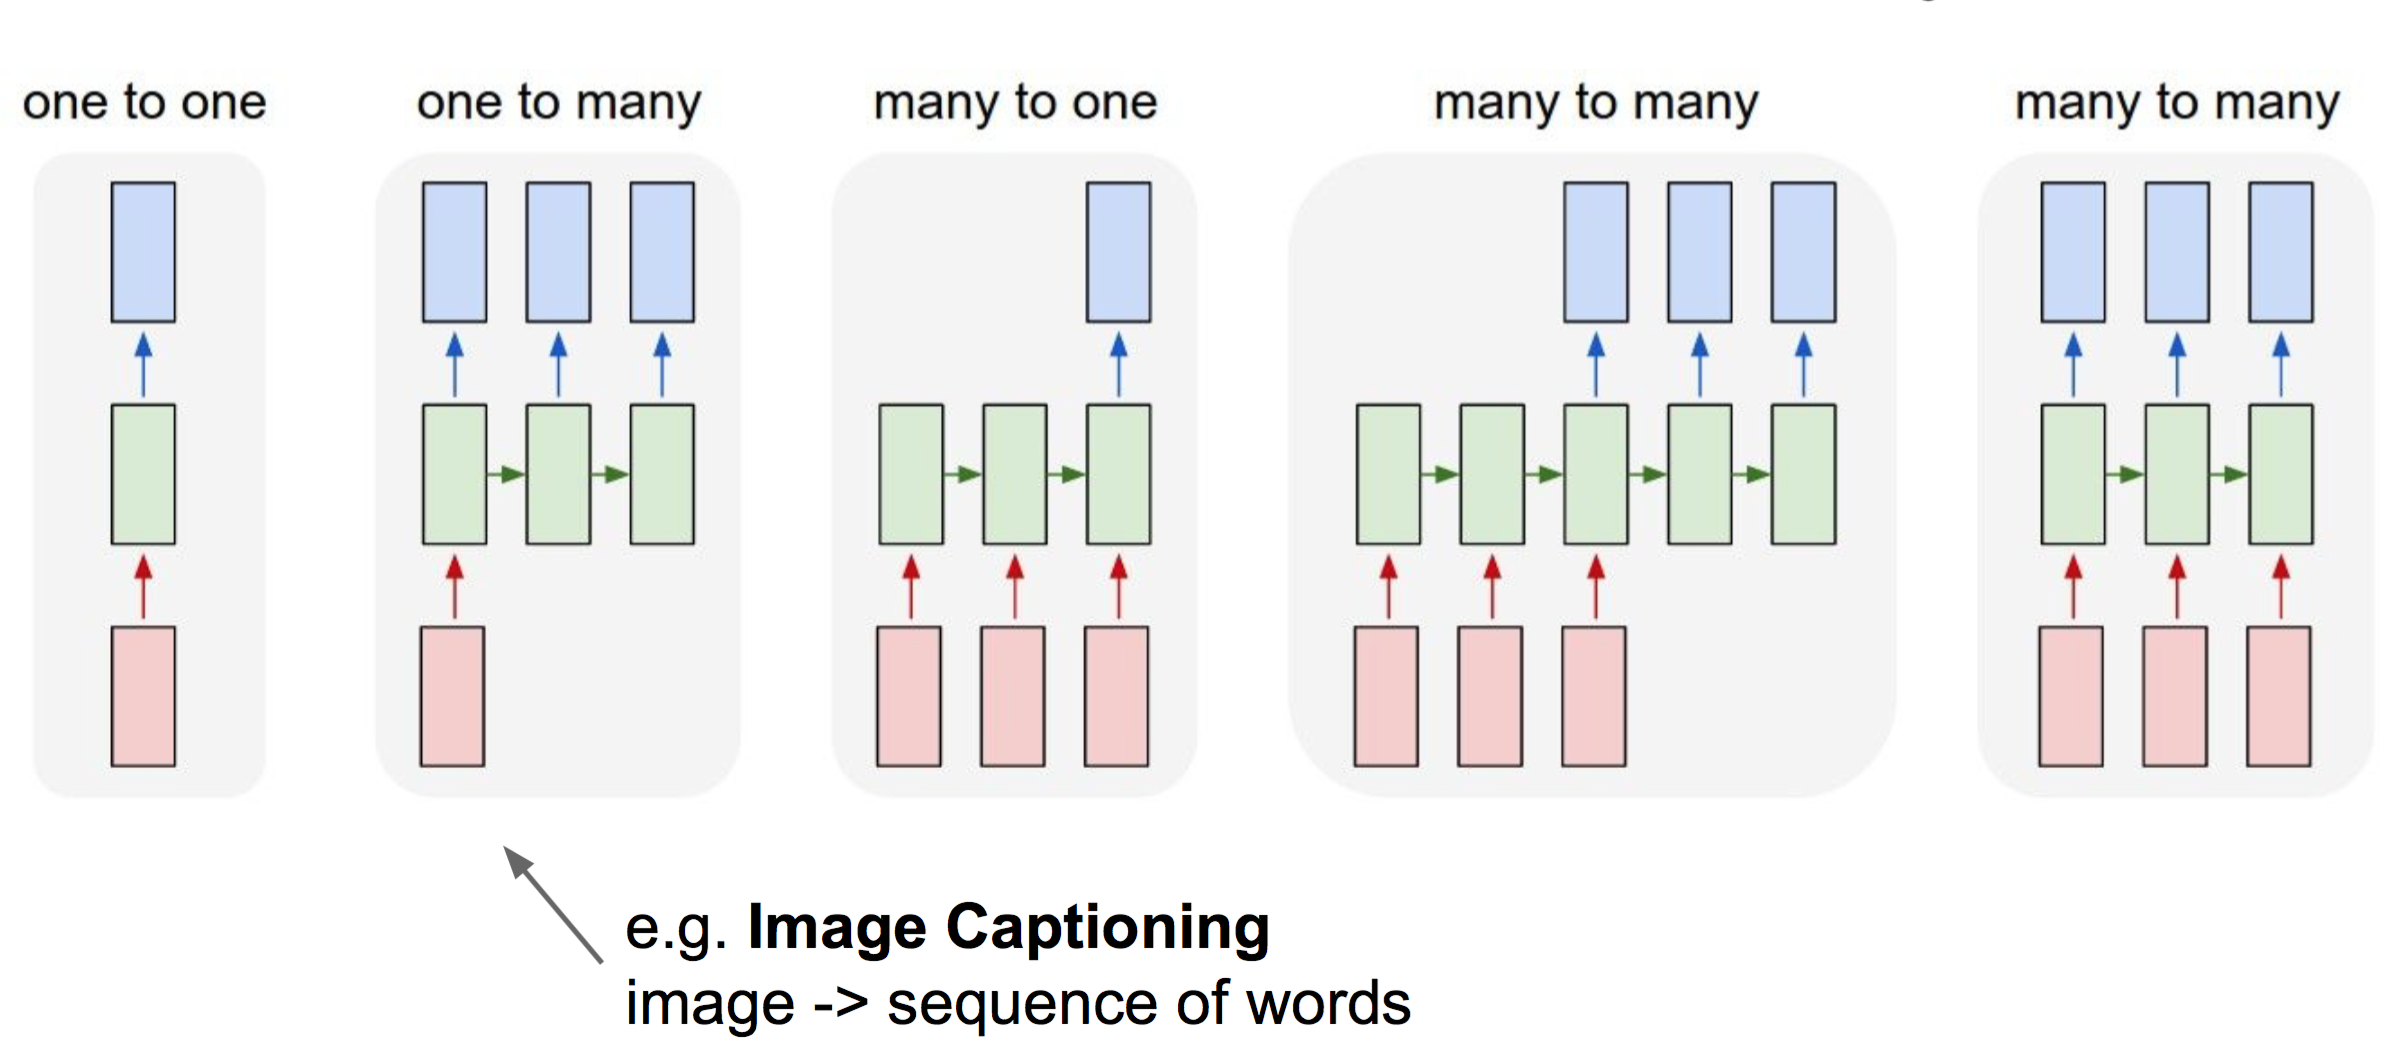 one to one
one to many
many to one
many to many
many to many
e.g. Image Captioning
image -> sequence of words